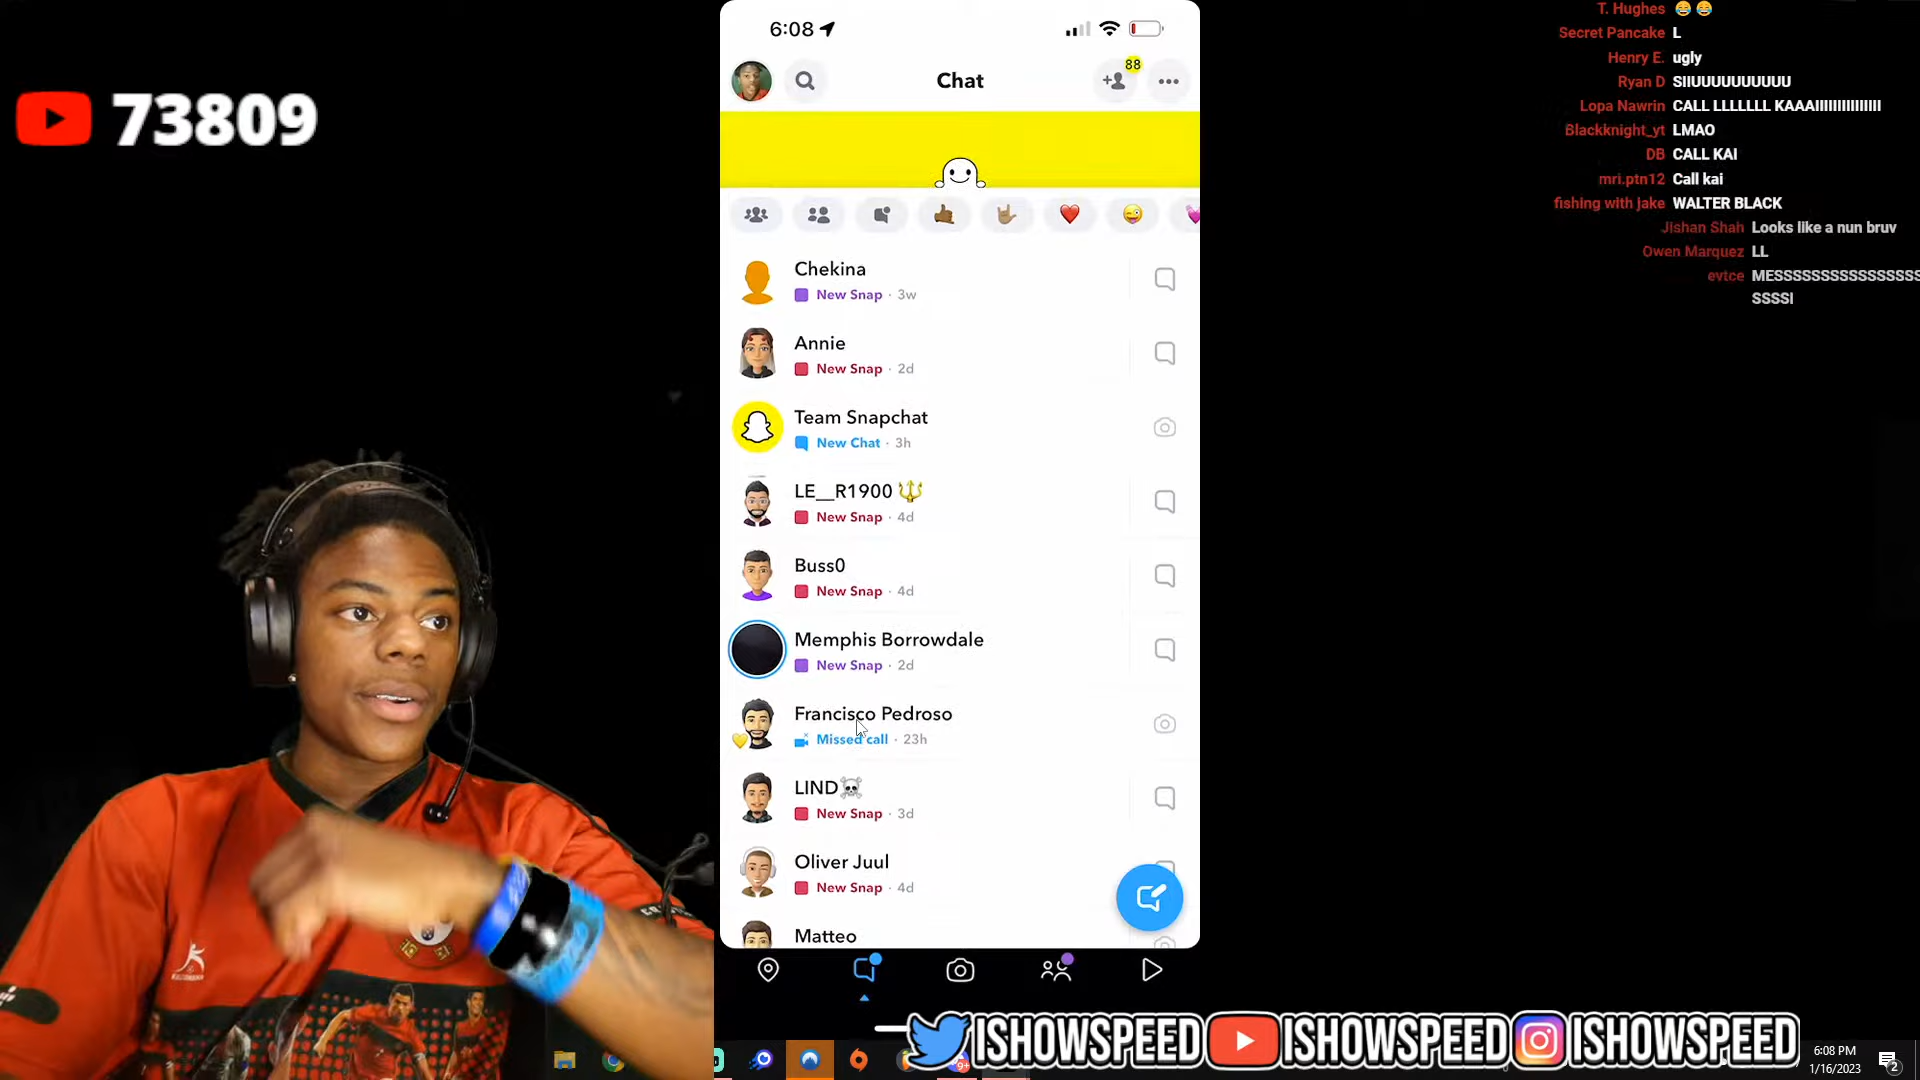 73809
6:08
Chat
88
Chekina
New Snap · 3w
Annie
New Snap · 2d
Team Snapchat
New Chat · 3h
LE__R1900 🔱
New Snap · 4d
Buss0
New Snap · 4d
Memphis Borrowdale
New Snap · 2d
Francisco Pedroso
Missed call · 23h
LIND☠️
New Snap · 3d
Oliver Juul
New Snap · 4d
Matteo
T. Hughes 😂 😂
Secret Pancake L
Henry E. ugly
Ryan D SIIUUUUUUUUUU
Lopa Nawrin CALL LLLLLLL KAAAIIIIIIIIIIIIIII
Blackknight_yt LMAO
DB CALL KAI
mri.ptn12 Call kai
fishing with jake WALTER BLACK
Jishan Shah Looks like a nun bruv
Owen Marquez LL
evtce MESSSSSSSSSSSSSSSS
SSSSI
ISHOWSPEED ISHOWSPEED ISHOWSPEED
9+
6:08 PM
1/16/2023
2